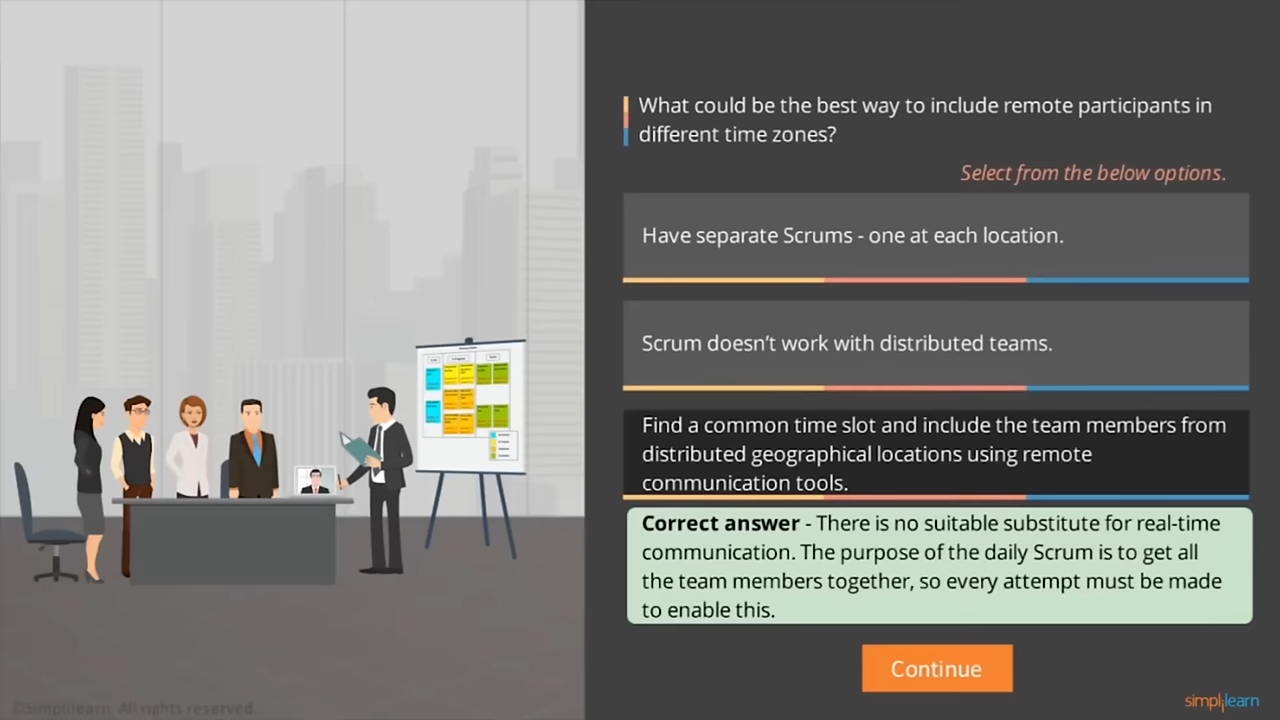 What could be the best way to include remote participants in
different time zones?
Select from the below options.
Have separate Scrums - one at each location.
Scrum doesn’t work with distributed teams.
Find a common time slot and include the team members from
distributed geographical locations using remote
communication tools.
Correct answer - There is no suitable substitute for real-time
communication. The purpose of the daily Scrum is to get all
the team members together, so every attempt must be made
to enable this.
Continue
©Simplilearn. All rights reserved.
simplilearn